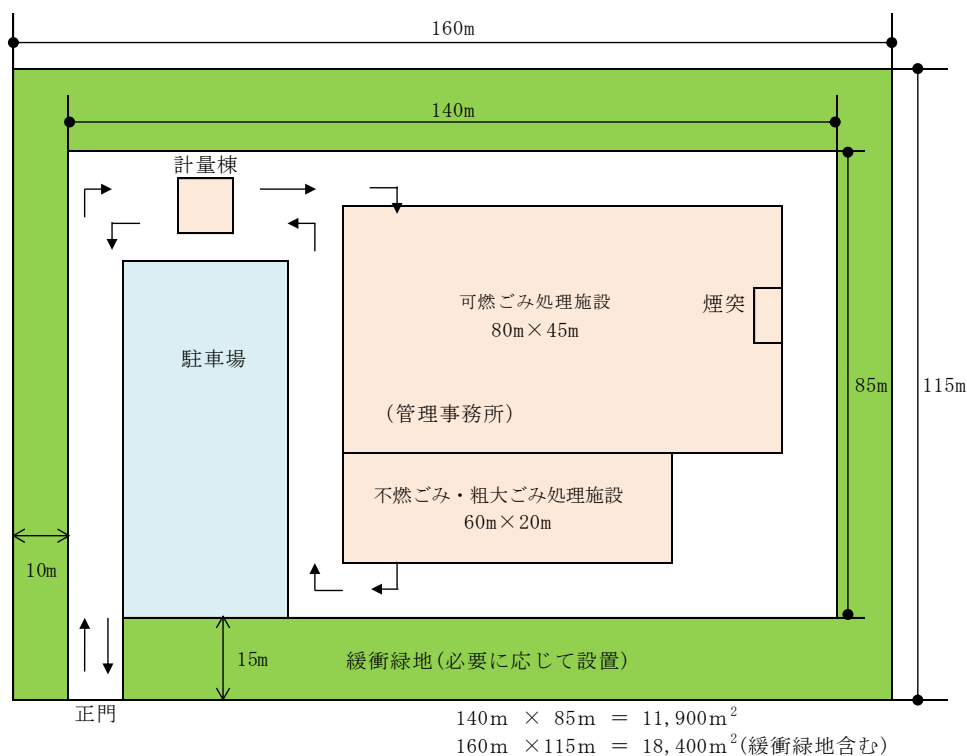 160m
140m
計量棟
可燃ごみ処理施設
80m×45m
煙突
駐車場
85m
115m
(管理事務所)
不燃ごみ・粗大ごみ処理施設
60m×20m
10m
15m
緩衝緑地(必要に応じて設置)
正門
140m × 85m = 11,900m²
160m ×115m = 18,400m²(緩衝緑地含む)